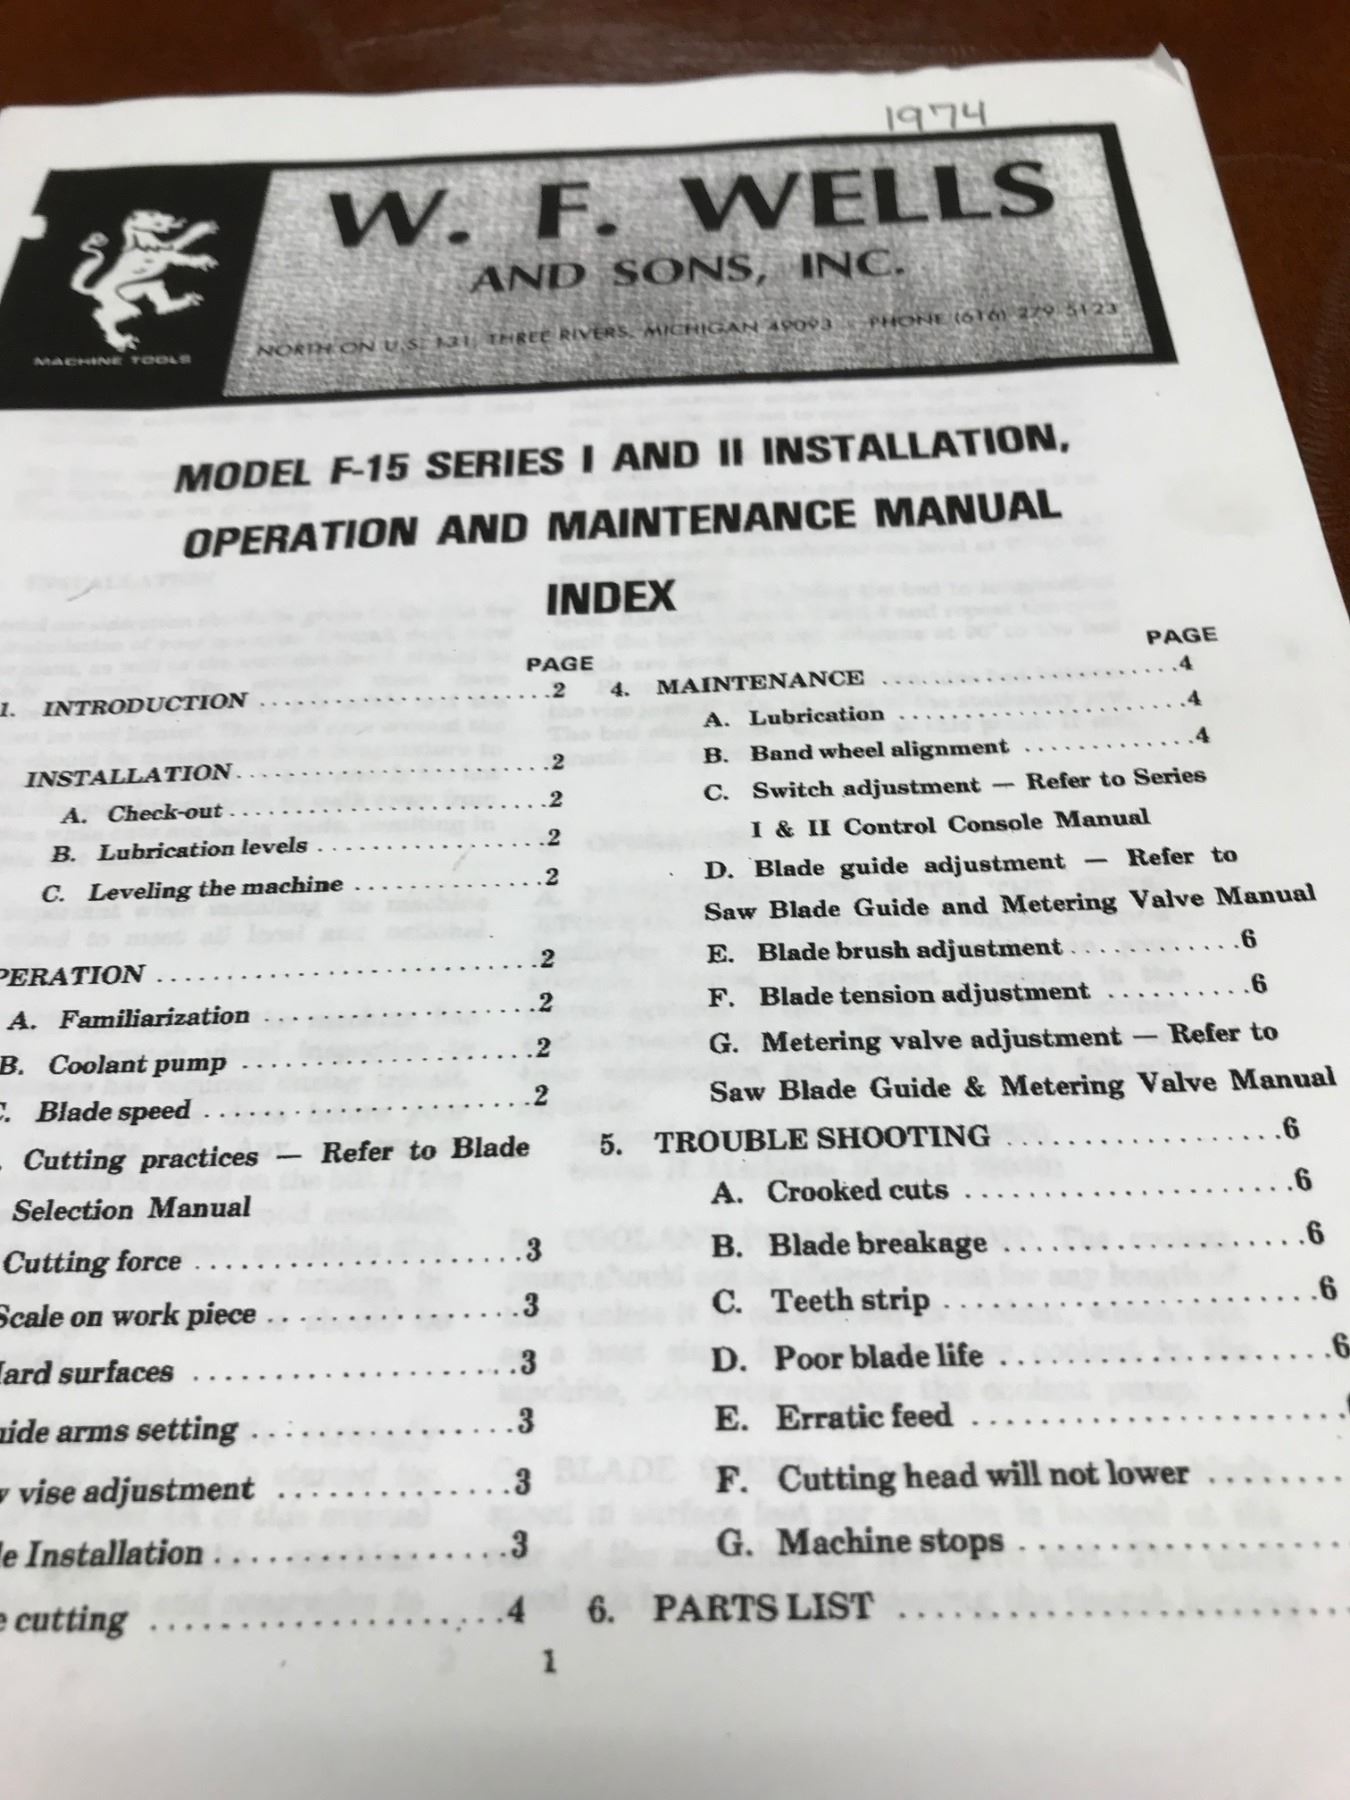 1974
W. F. WELLS
AND SONS, INC.
NORTH ON U.S. 131, THREE RIVERS, MICHIGAN 49093 PHONE (616) 279 5123
MACHINE TOOLS
MODEL F-15 SERIES I AND II INSTALLATION,
OPERATION AND MAINTENANCE MANUAL
INDEX
PAGE
1. INTRODUCTION ........................2
INSTALLATION........................2
A. Check-out........................2
B. Lubrication levels ..................2
C. Leveling the machine ...............2
PERATION ............................2
A. Familiarization .....................2
B. Coolant pump ......................2
C. Blade speed ........................2
Cutting practices — Refer to Blade
Selection Manual
Cutting force ........................3
Scale on work piece ..................3
ard surfaces ........................3
uide arms setting ....................3
vise adjustment ...................3
e Installation ......................3
cutting ..........................4
PAGE
4. MAINTENANCE ......................4
A. Lubrication ........................4
B. Band wheel alignment ..............4
C. Switch adjustment — Refer to Series
I & II Control Console Manual
D. Blade guide adjustment — Refer to
Saw Blade Guide and Metering Valve Manual
E. Blade brush adjustment.............6
F. Blade tension adjustment ...........6
G. Metering valve adjustment — Refer to
Saw Blade Guide & Metering Valve Manual
5. TROUBLE SHOOTING ..................6
A. Crooked cuts .......................6
B. Blade breakage .....................6
C. Teeth strip .........................6
D. Poor blade life ......................6
E. Erratic feed ........................
F. Cutting head will not lower ........
G. Machine stops .....................
6. PARTS LIST ..........................
1